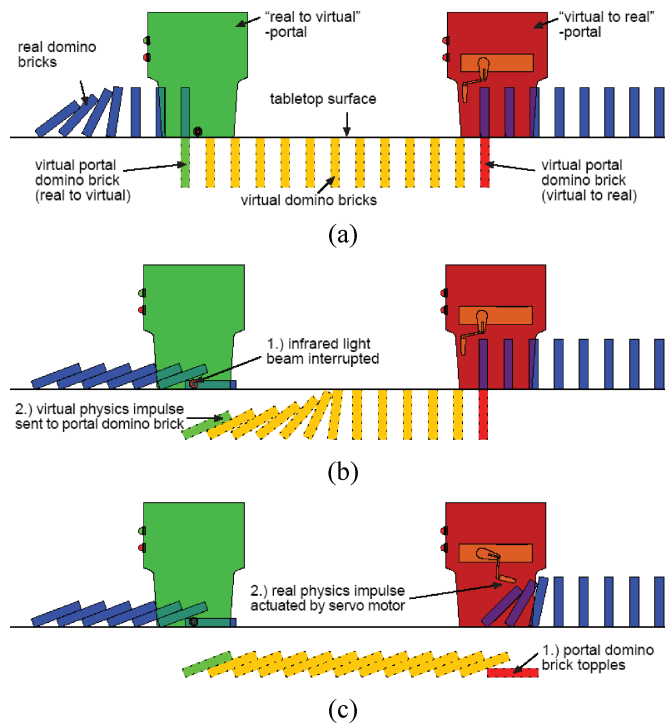 “real to virtual”
-portal
“virtual to real”
-portal
real domino
bricks
tabletop surface
virtual portal
domino brick
(real to virtual)
virtual domino bricks
virtual portal
domino brick
(virtual to real)
(a)
1.) infrared light
beam interrupted
2.) virtual physics impulse
sent to portal domino brick
(b)
2.) real physics impulse
actuated by servo motor
1.) portal domino
brick topples
(c)